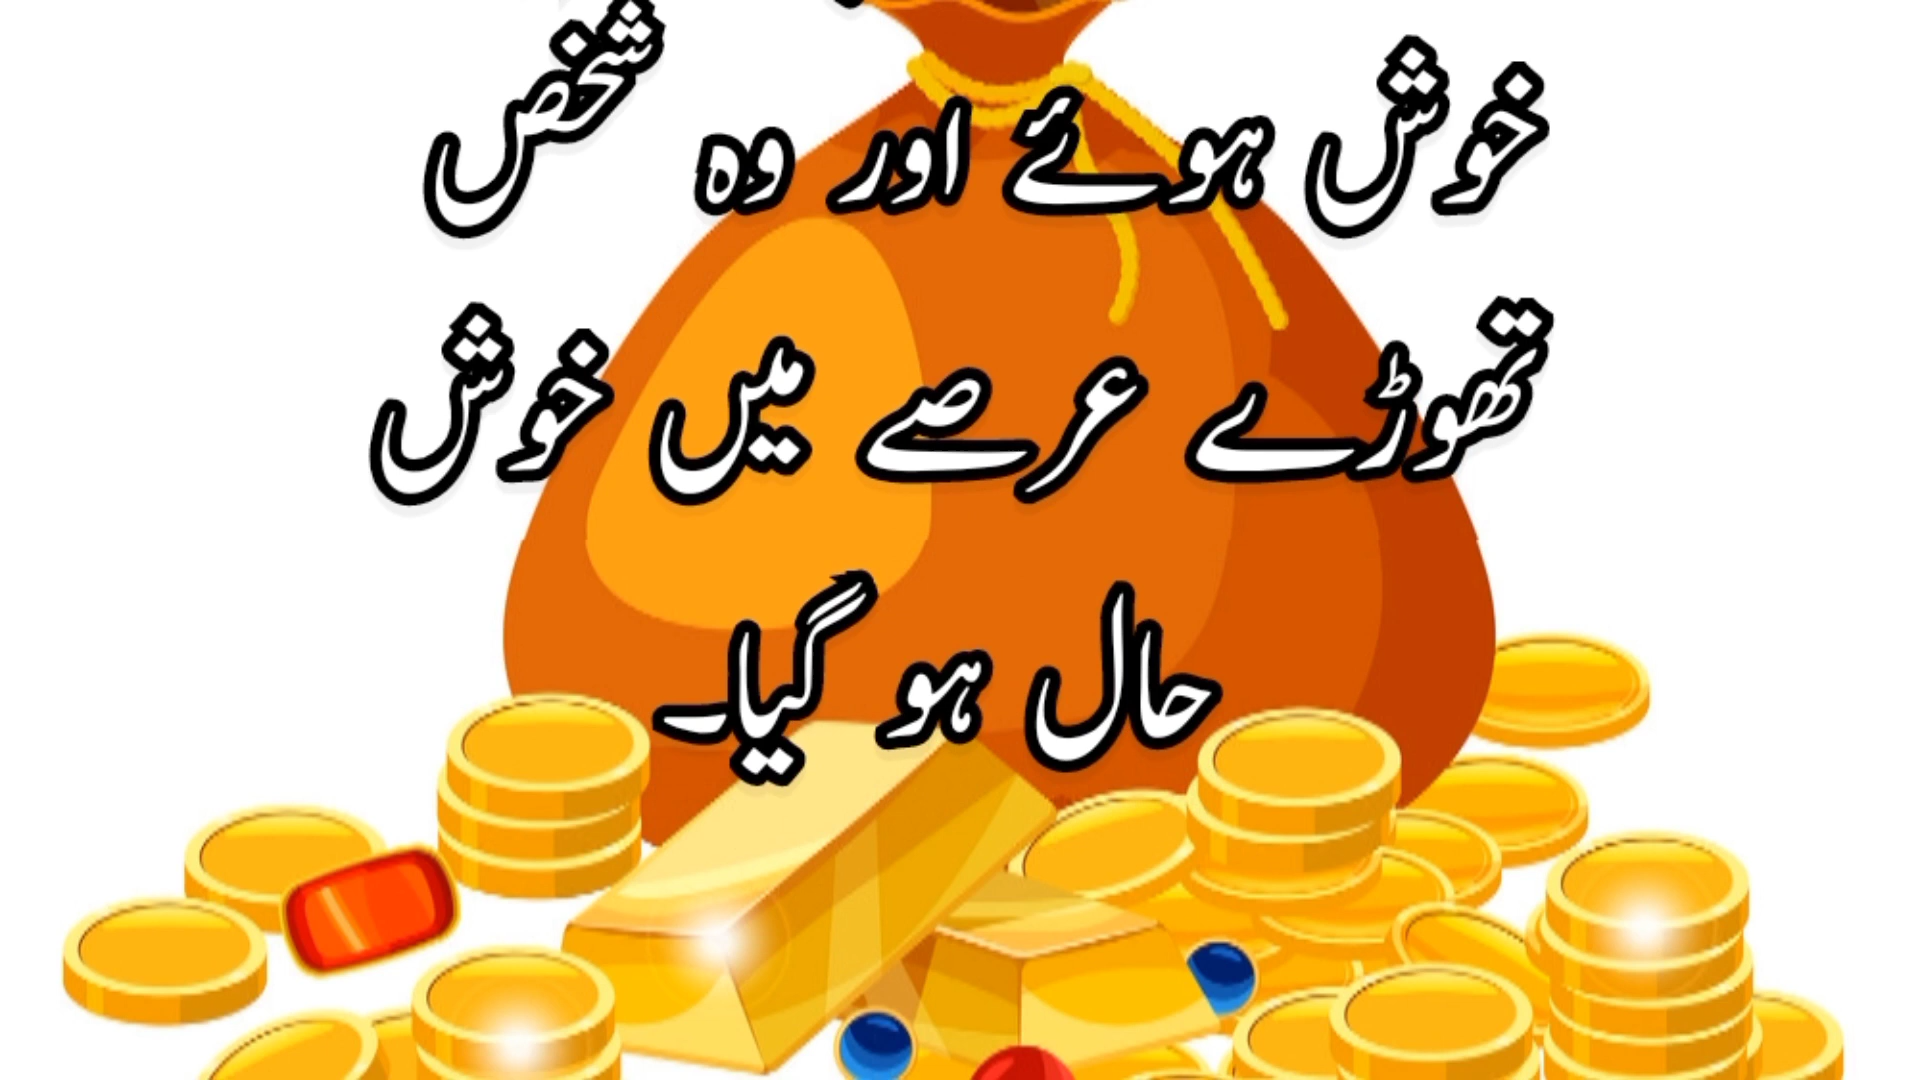 خوش ہوئے اور وہ شخص
تھوڑے عرصے میں خوش
حال ہو گیا۔